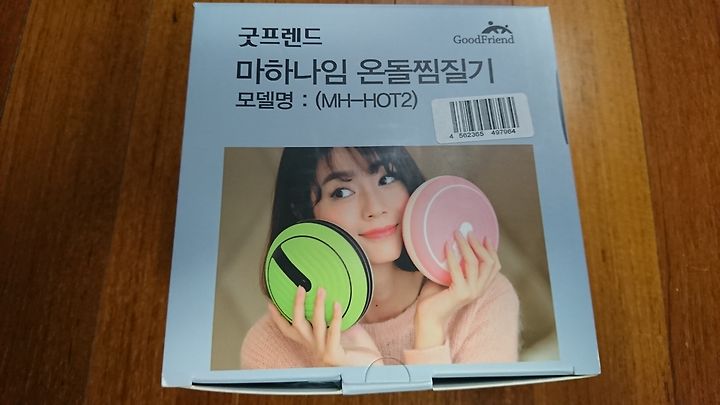 굿프렌드
GoodFriend
마하나임 온돌찜질기
모델명 : (MH-HOT2)
4 562365 497984